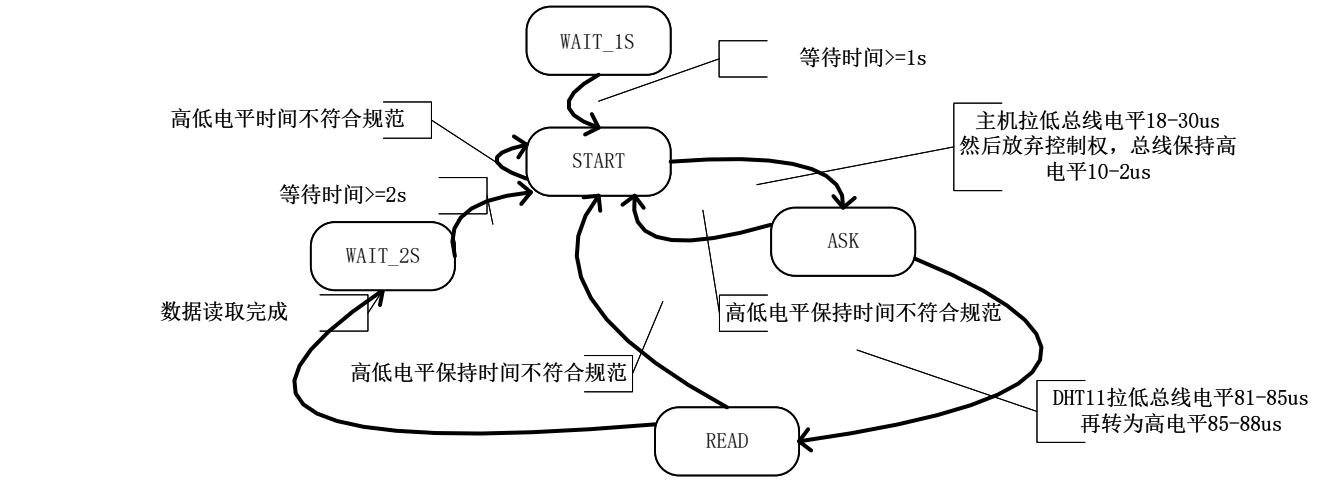 WAIT_1S
等待时间>=1s
高低电平时间不符合规范
主机拉低总线电平18-30us
然后放弃控制权，总线保持高
电平10-2us
START
等待时间>=2s
ASK
WAIT_2S
数据读取完成
高低电平保持时间不符合规范
高低电平保持时间不符合规范
DHT11拉低总线电平81-85us
再转为高电平85-88us
READ